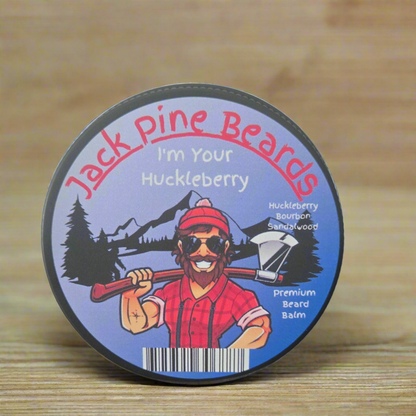 Jack Pine Beards
I'm Your
Huckleberry
Huckleberry
Bourbon
Sandalwood
Premium
Beard
Balm